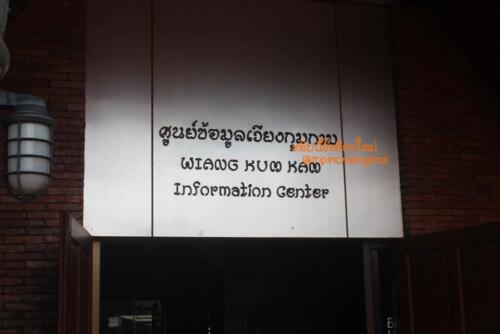 ศูนย์ข้อมูลเวียงกุมกาม
WIANG KUM KAM
Information Center
@tripinchiangmai